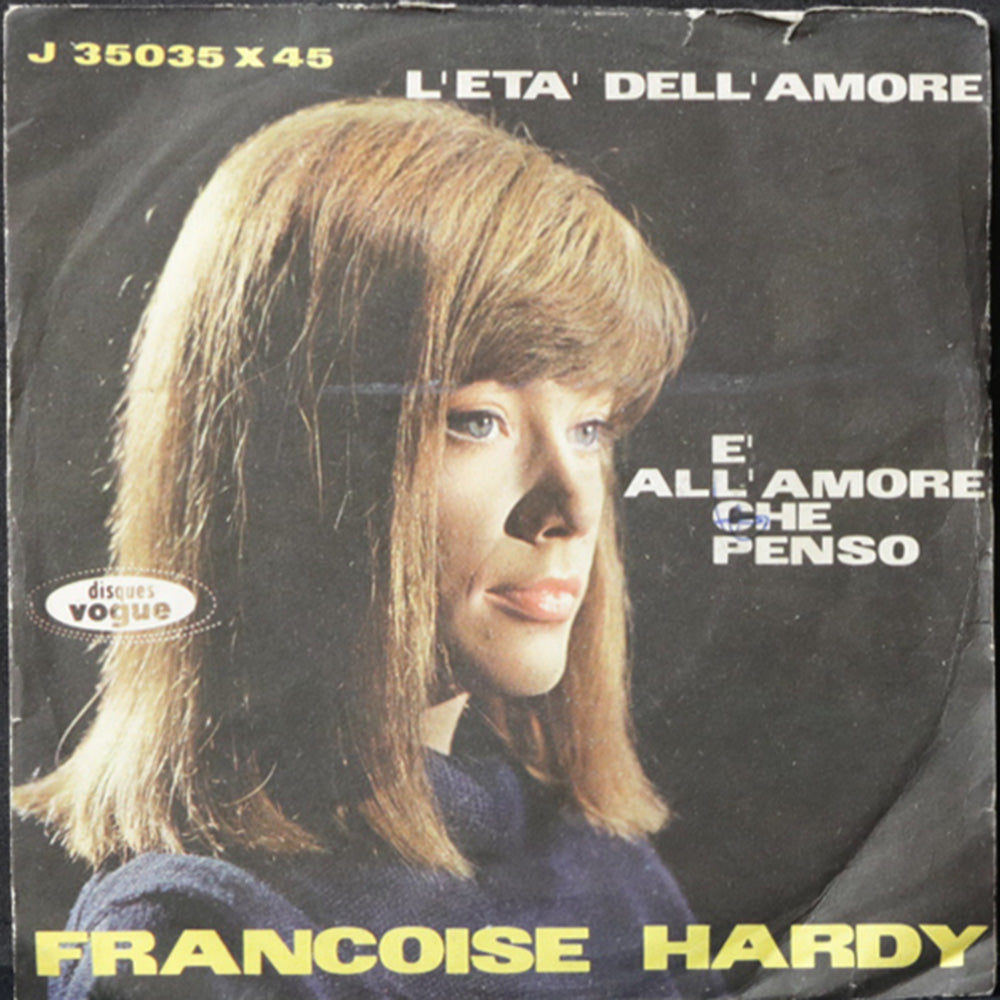 J 35035 X 45
L'ETA' DELL'AMORE
E'
ALL'AMORE
CHE
PENSO
disques
vogue
FRANCOISE HARDY